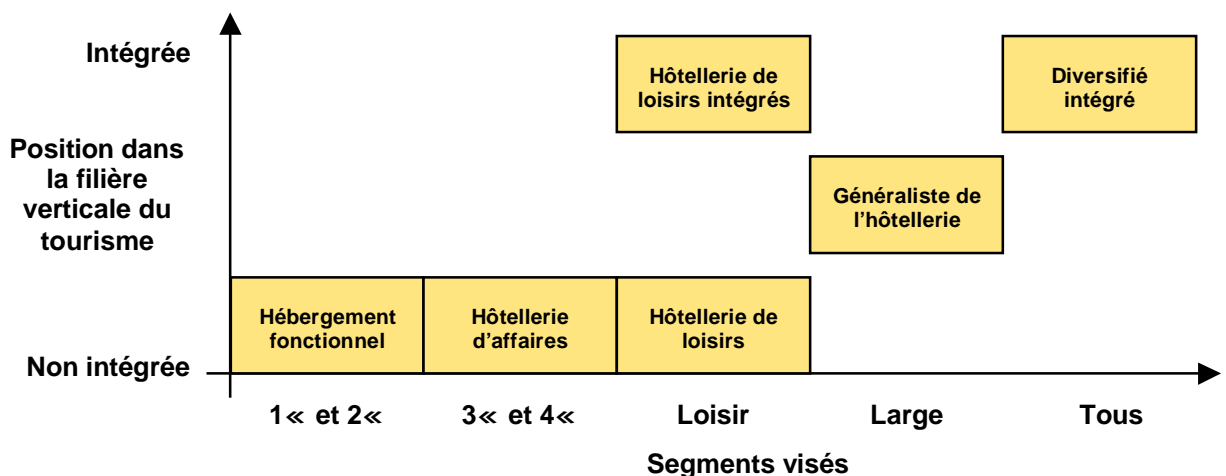 Intégrée
Hôtellerie de
loisirs intégrés
Diversifié
intégré
Position dans
la filière
verticale du
tourisme
Généraliste de
l’hôtellerie
Hébergement
fonctionnel
Hôtellerie
d’affaires
Hôtellerie de
loisirs
Non intégrée
1« et 2«
3« et 4«
Loisir
Large
Tous
Segments visés